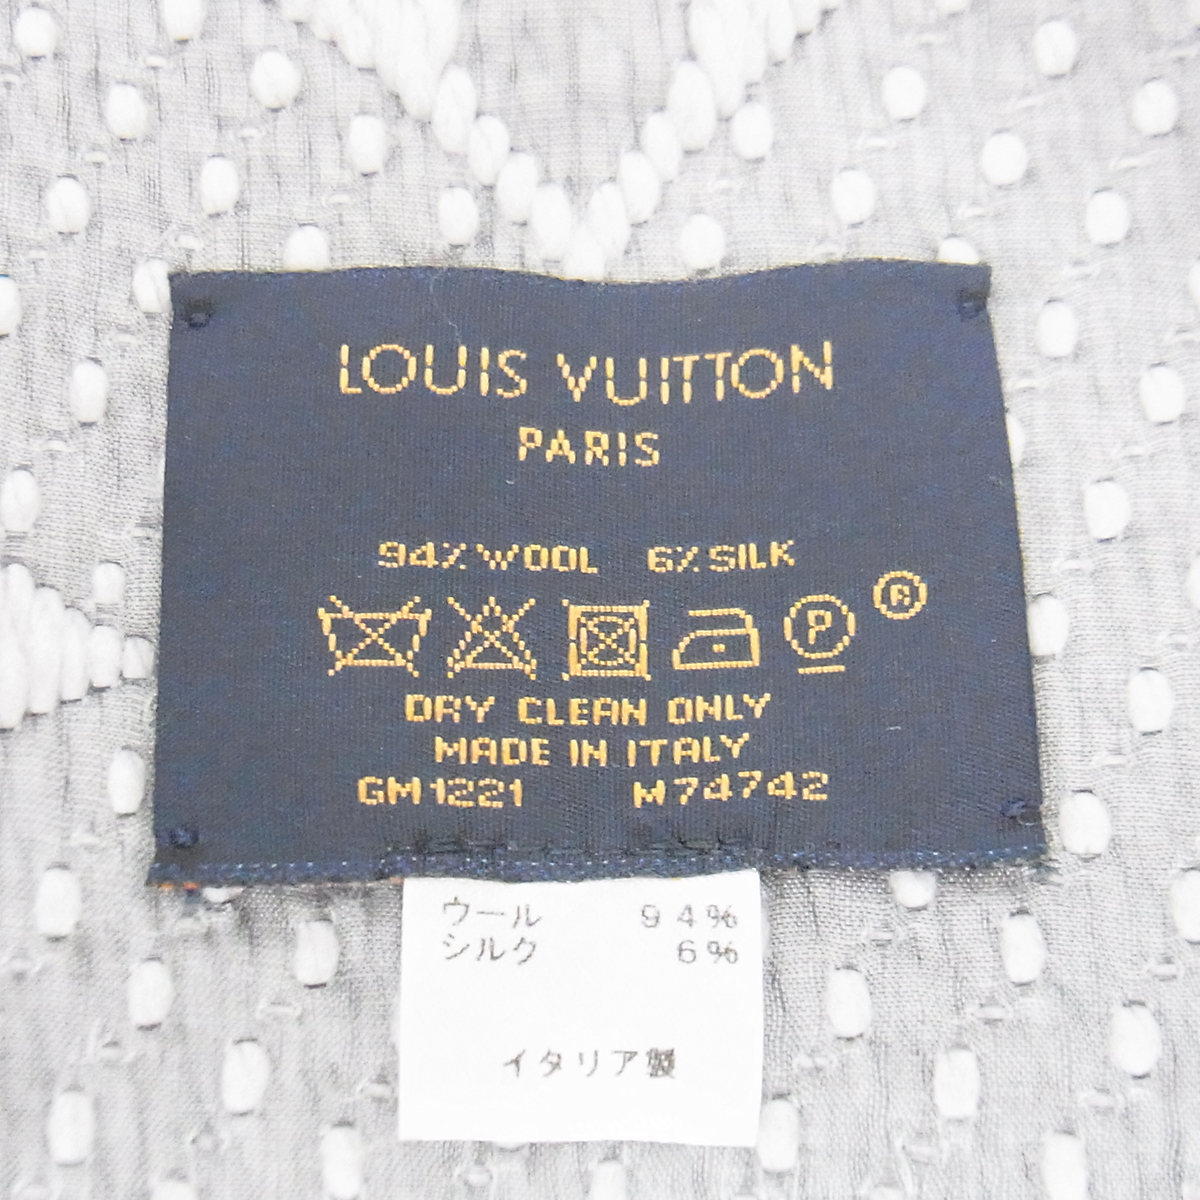 LOUIS VUITTON
PARIS
94% WOOL 6% SILK
P ®
DRY CLEAN ONLY
MADE IN ITALY
GM1221 M74742
ウール 94%
シルク 6%
イタリア製